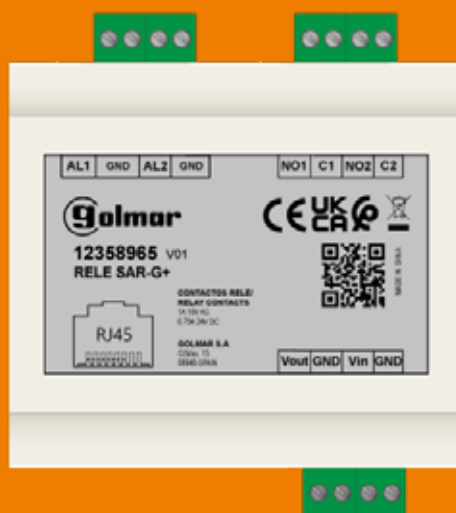 AL1 GND AL2 GND
NO1 C1 NO2 C2
golmar
CE UK CA
12358965 V01
RELE SAR-G+
MADE IN CHINA
CONTACTOS RELE/
RELAY CONTACTS
RJ45
GOLMAR S.A
Vout GND Vin GND